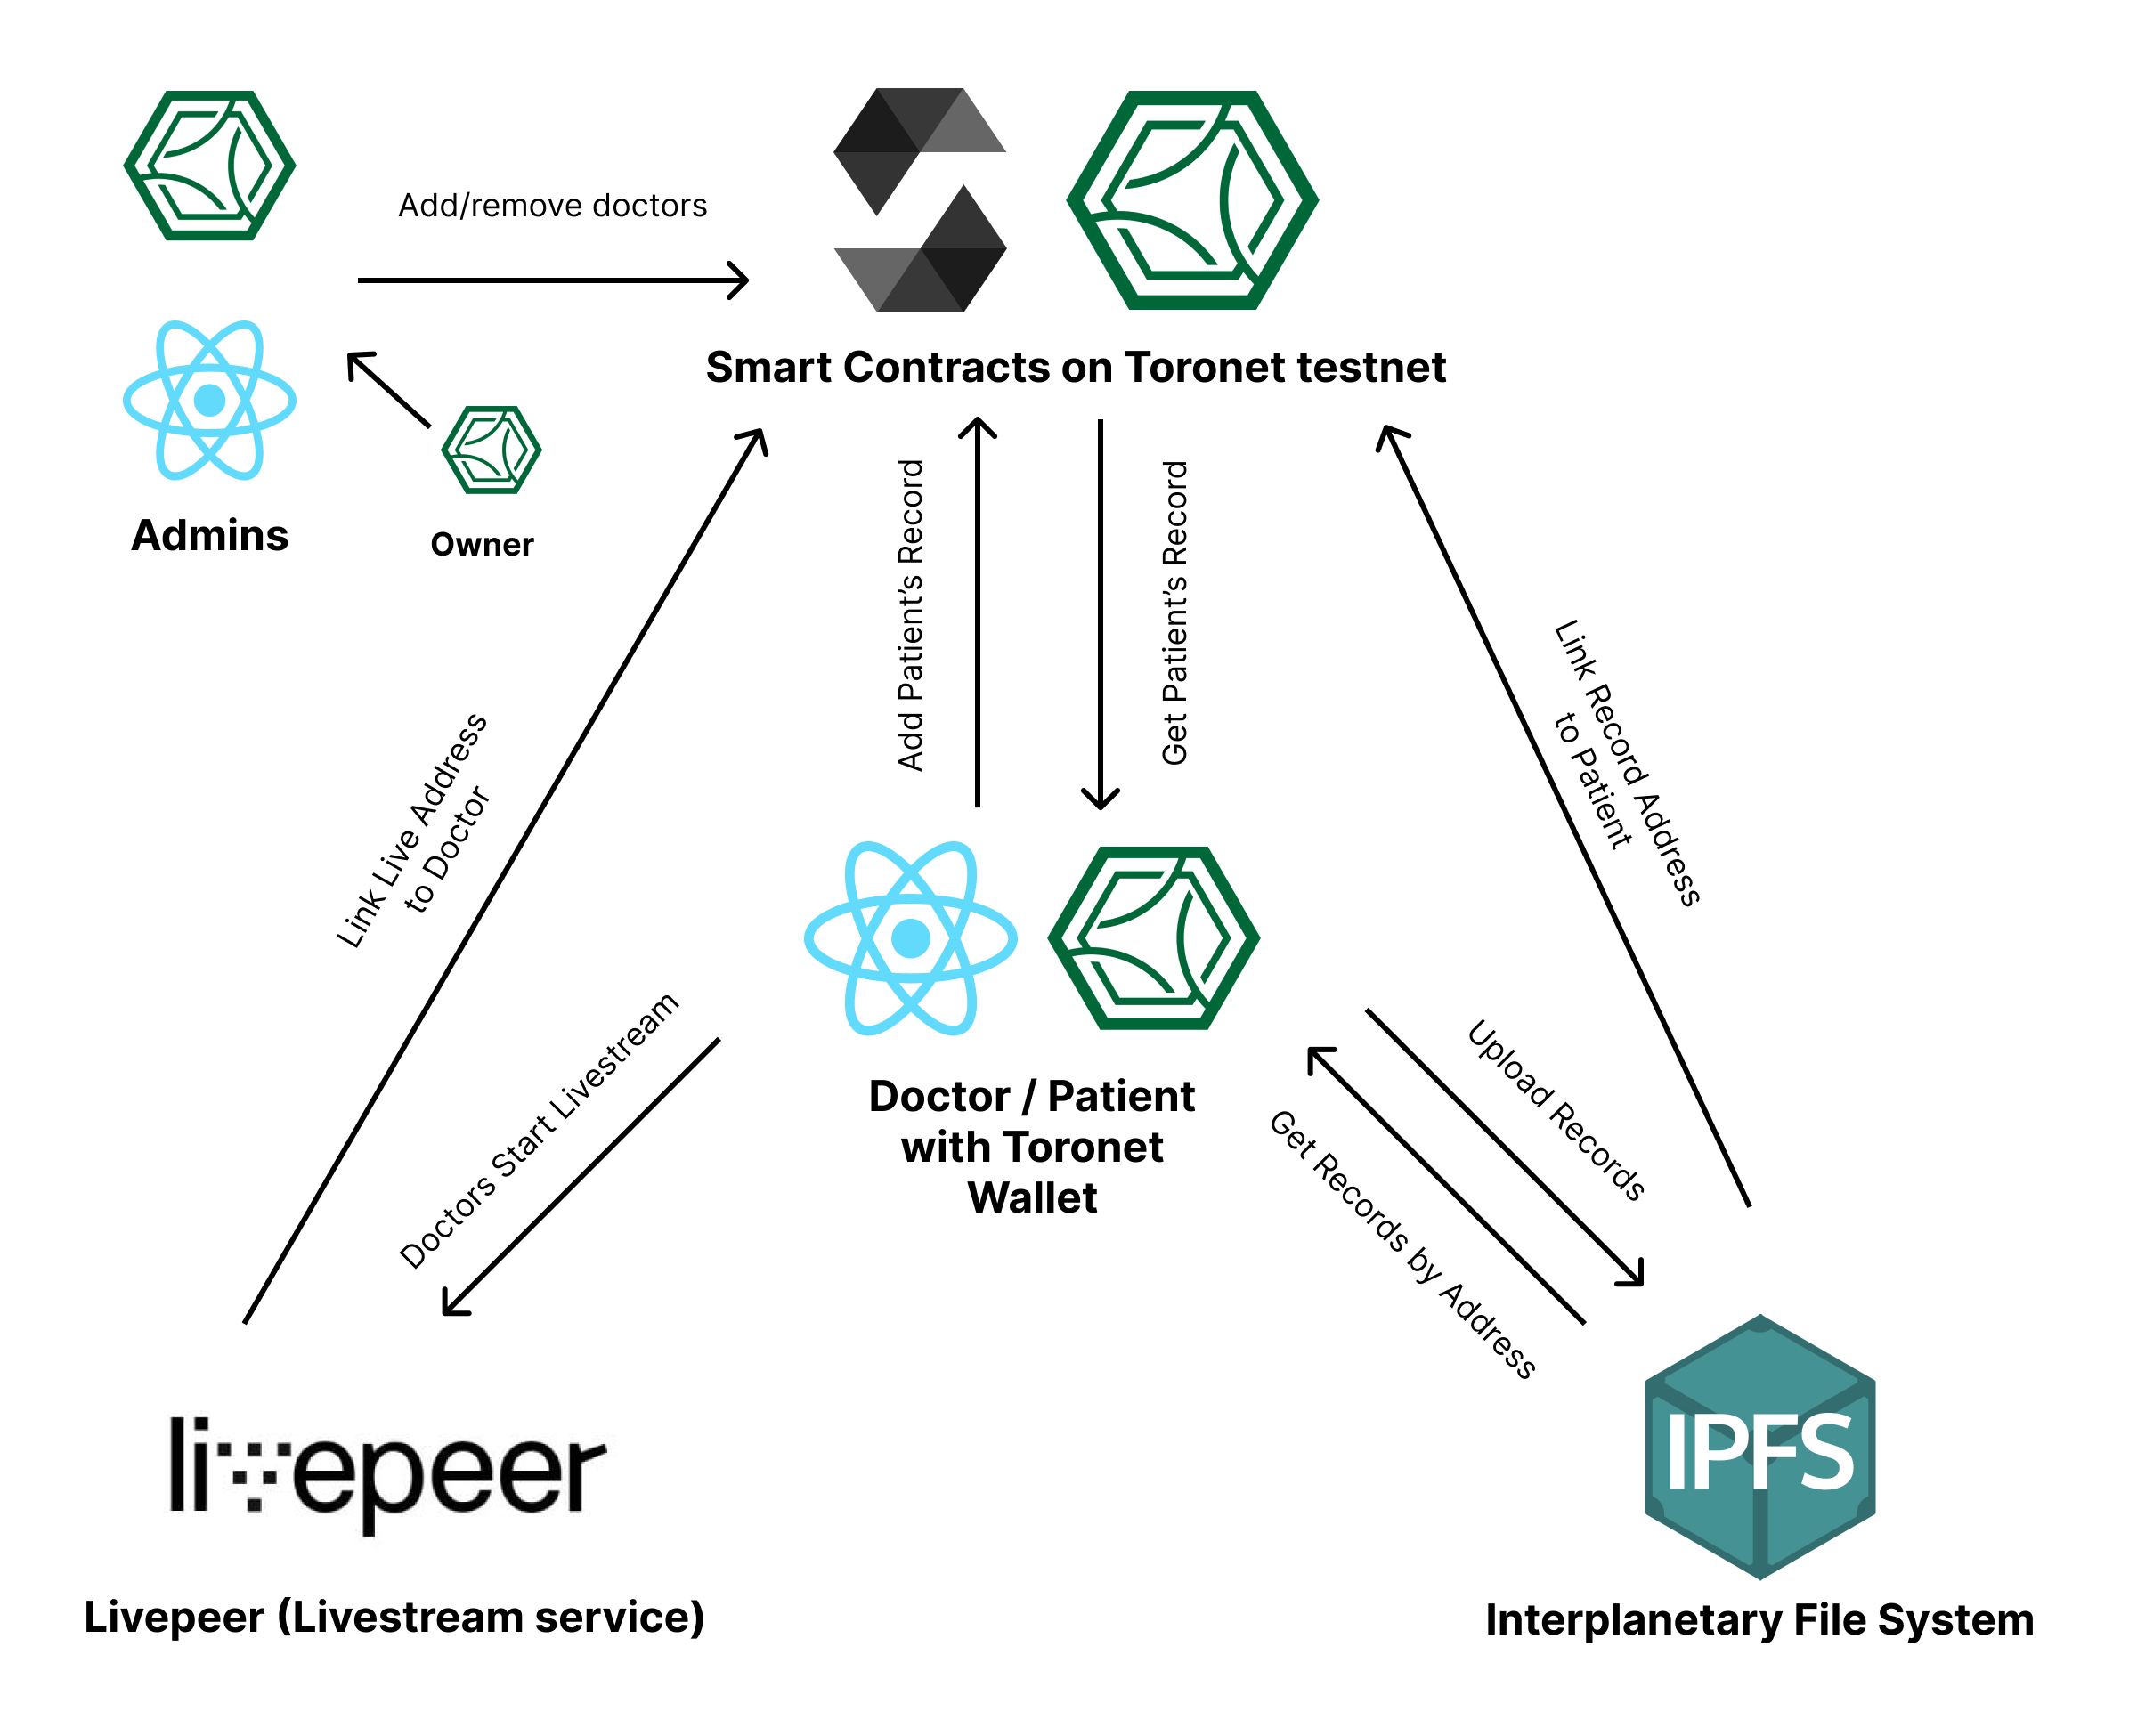 Add/remove doctors
Smart Contracts on Toronet testnet
Admins
Owner
Add Patient’s Record
Get Patient’s Record
Link Record Address
to Patient
Link Live Address
to Doctor
Doctors Start Livestream
Doctor / Patient
with Toronet
Wallet
Upload Records
Get Records by Address
livepeer
IPFS
Livepeer (Livestream service)
Interplanetary File System